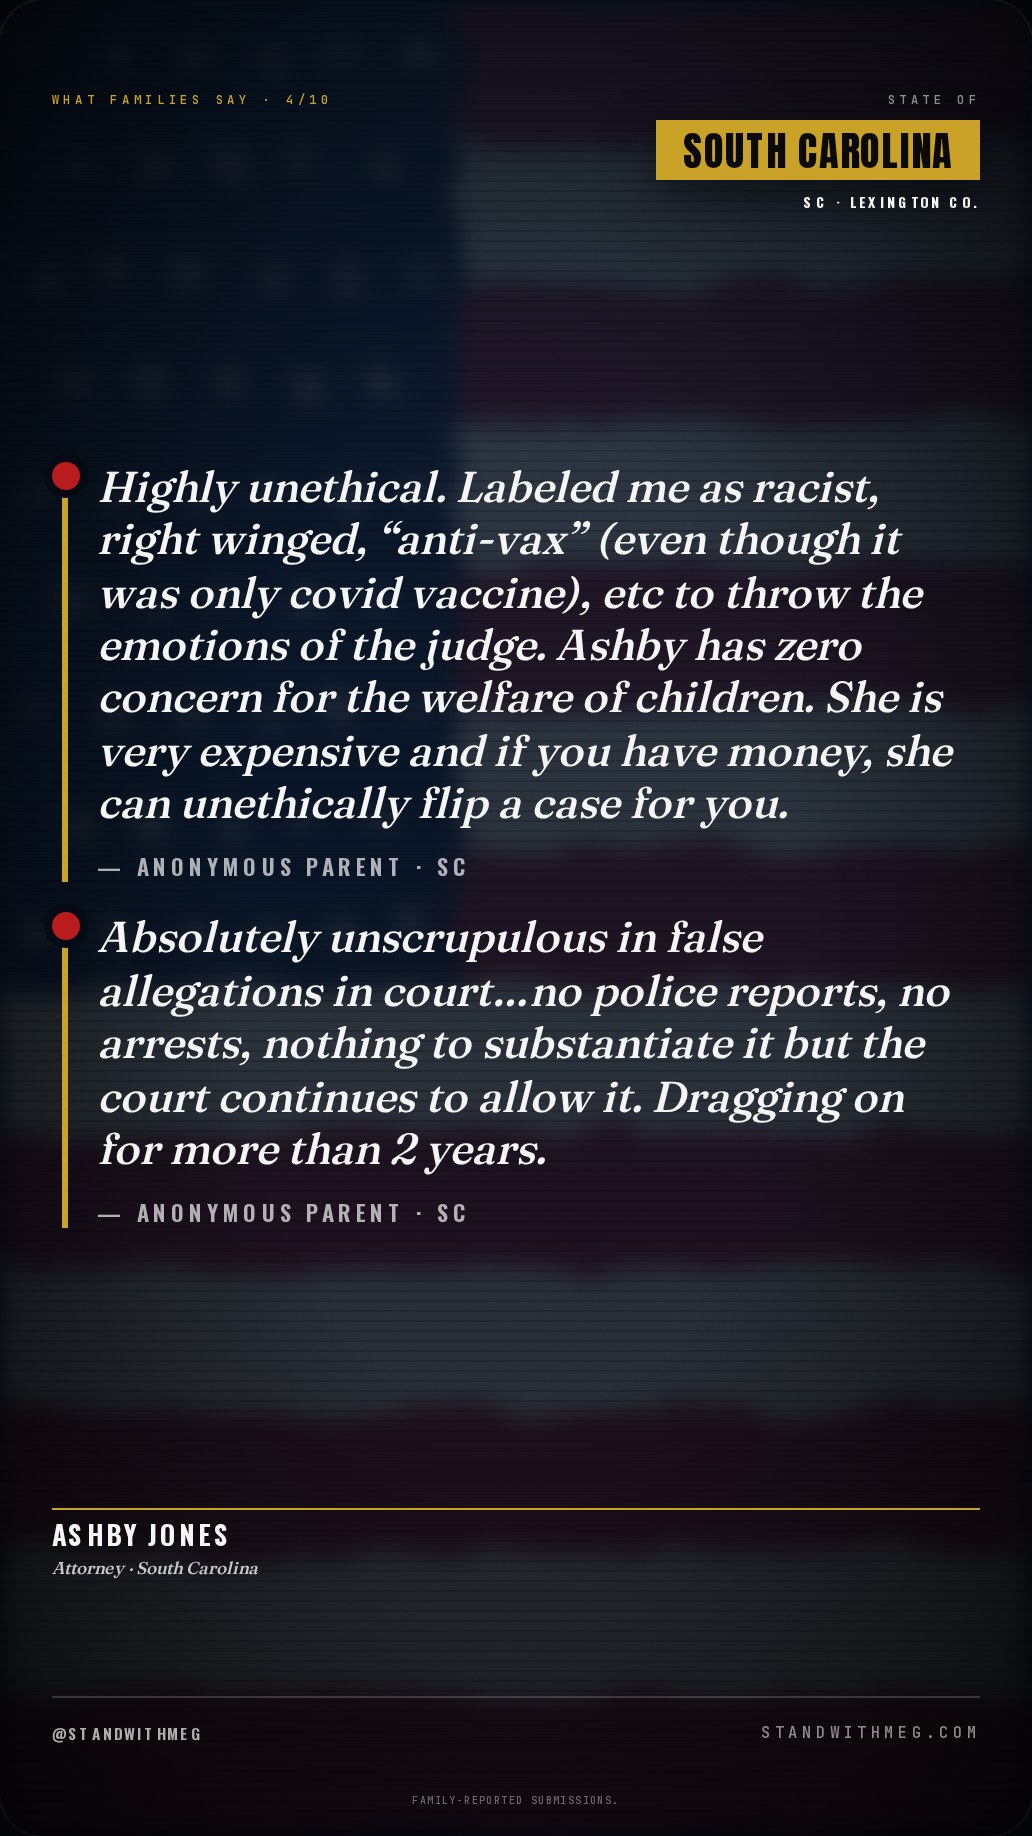 WHAT FAMILIES SAY · 4/10
STATE OF
SOUTH CAROLINA
SC · LEXINGTON CO.
Highly unethical. Labeled me as racist,
right winged, “anti-vax” (even though it
was only covid vaccine), etc to throw the
emotions of the judge. Ashby has zero
concern for the welfare of children. She is
very expensive and if you have money, she
can unethically flip a case for you.
— ANONYMOUS PARENT · SC
Absolutely unscrupulous in false
allegations in court...no police reports, no
arrests, nothing to substantiate it but the
court continues to allow it. Dragging on
for more than 2 years.
— ANONYMOUS PARENT · SC
ASHBY JONES
Attorney · South Carolina
@STANDWITHMEG
STANDWITHMEG.COM
FAMILY-REPORTED SUBMISSIONS.